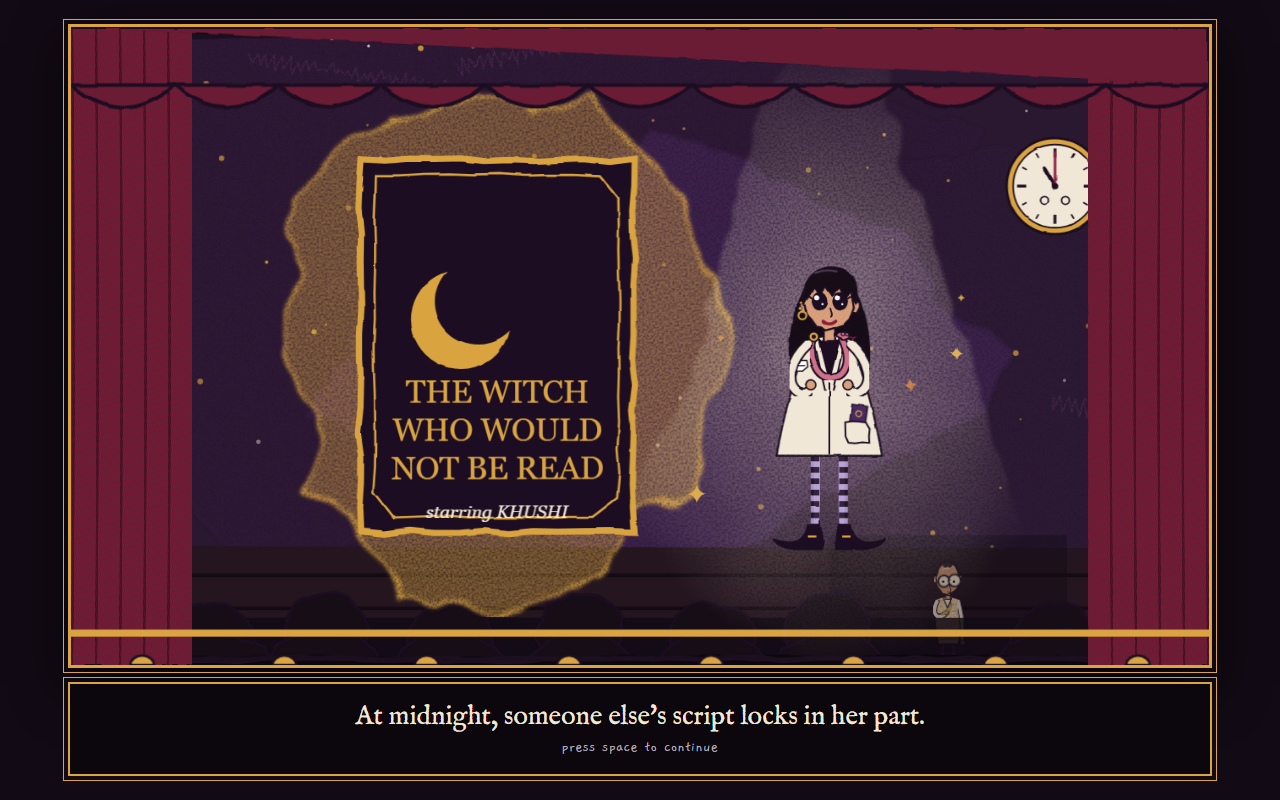 THE WITCH
WHO WOULD
NOT BE READ
starring KHUSHI
At midnight, someone else's script locks in her part.
press space to continue